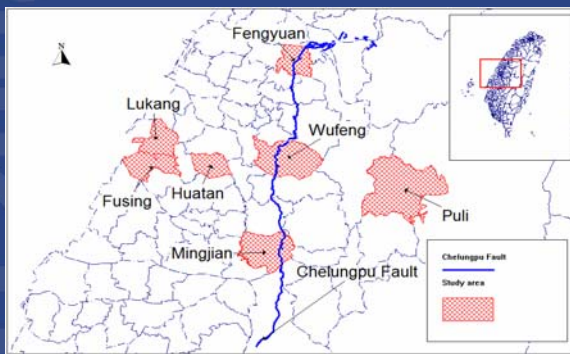 Fengyuan
N
Lukang
Wufeng
Fusing
Huatan
Puli
Mingjian
Chelungpu Fault
Chelungpu Fault
Study area